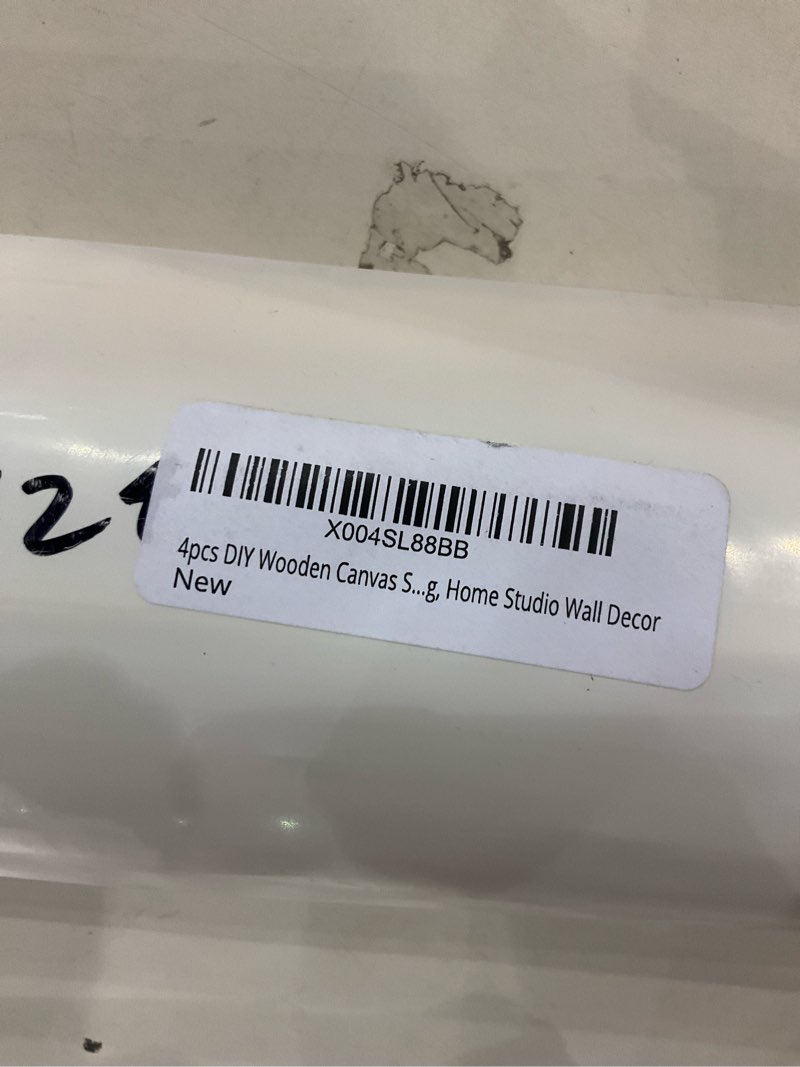 X004SL88BB
4pcs DIY Wooden Canvas S...g, Home Studio Wall Decor
New